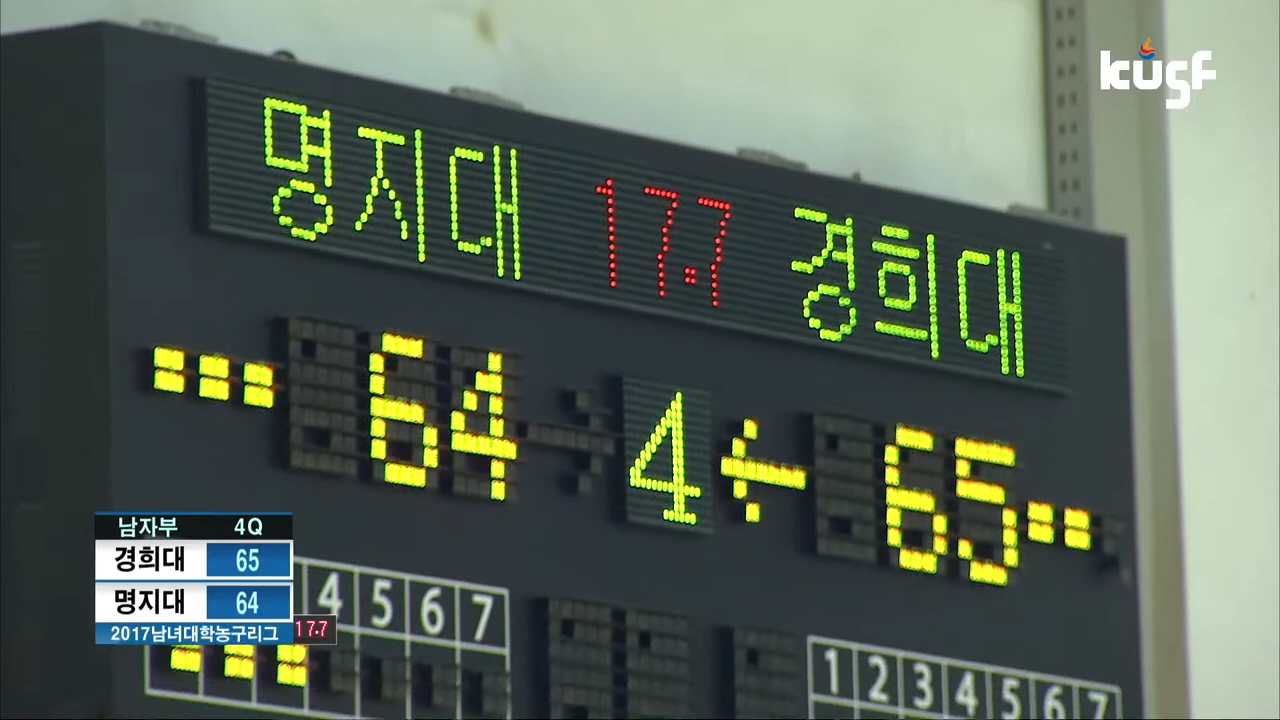 kusf
명지대 17.7 경희대
64 4 65
남자부 4Q
경희대 65
명지대 64
2017남녀대학농구리그 17.7
4 5 6 7
1 2 3 4 5 6 7